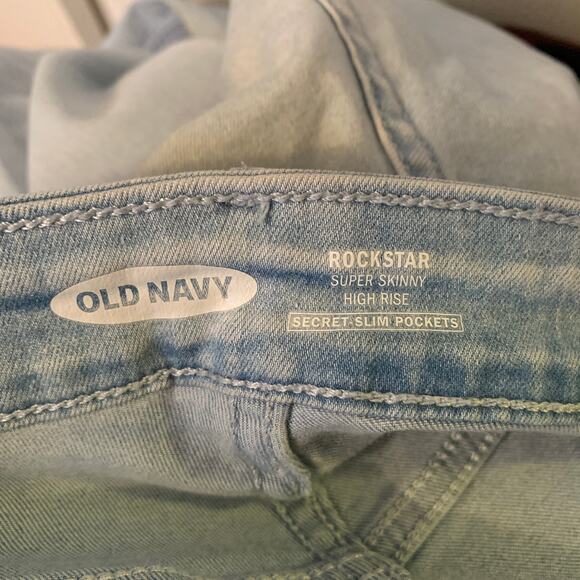 OLD NAVY
ROCKSTAR
SUPER SKINNY
HIGH RISE
SECRET-SLIM POCKETS